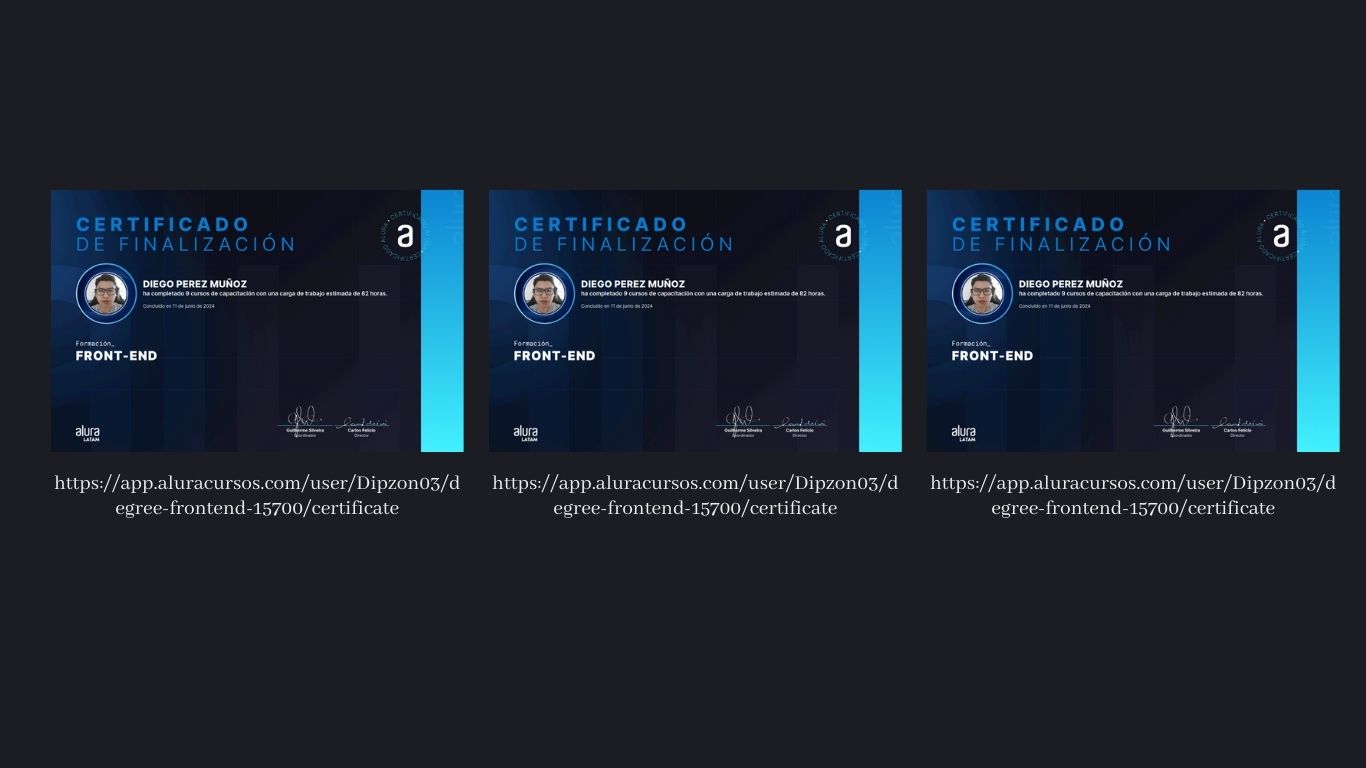 CERTIFICADO
DE FINALIZACIÓN
a
DIEGO PEREZ MUÑOZ
ha completado 9 cursos de capacitación con una carga de trabajo estimada de 82 horas.
Concluido en 11 de junio de 2024
Formación_
FRONT-END
alura
LATAM
Guilherme Silveira
Coordinador
Carlos Felicio
Director
https://app.aluracursos.com/user/Dipzon03/d
egree-frontend-15700/certificate
CERTIFICADO
DE FINALIZACIÓN
a
DIEGO PEREZ MUÑOZ
ha completado 9 cursos de capacitación con una carga de trabajo estimada de 82 horas.
Concluido en 11 de junio de 2024
Formación_
FRONT-END
alura
LATAM
Guilherme Silveira
Coordinador
Carlos Felicio
Director
https://app.aluracursos.com/user/Dipzon03/d
egree-frontend-15700/certificate
CERTIFICADO
DE FINALIZACIÓN
a
DIEGO PEREZ MUÑOZ
ha completado 9 cursos de capacitación con una carga de trabajo estimada de 82 horas.
Concluido en 11 de junio de 2024
Formación_
FRONT-END
alura
LATAM
Guilherme Silveira
Coordinador
Carlos Felicio
Director
https://app.aluracursos.com/user/Dipzon03/d
egree-frontend-15700/certificate